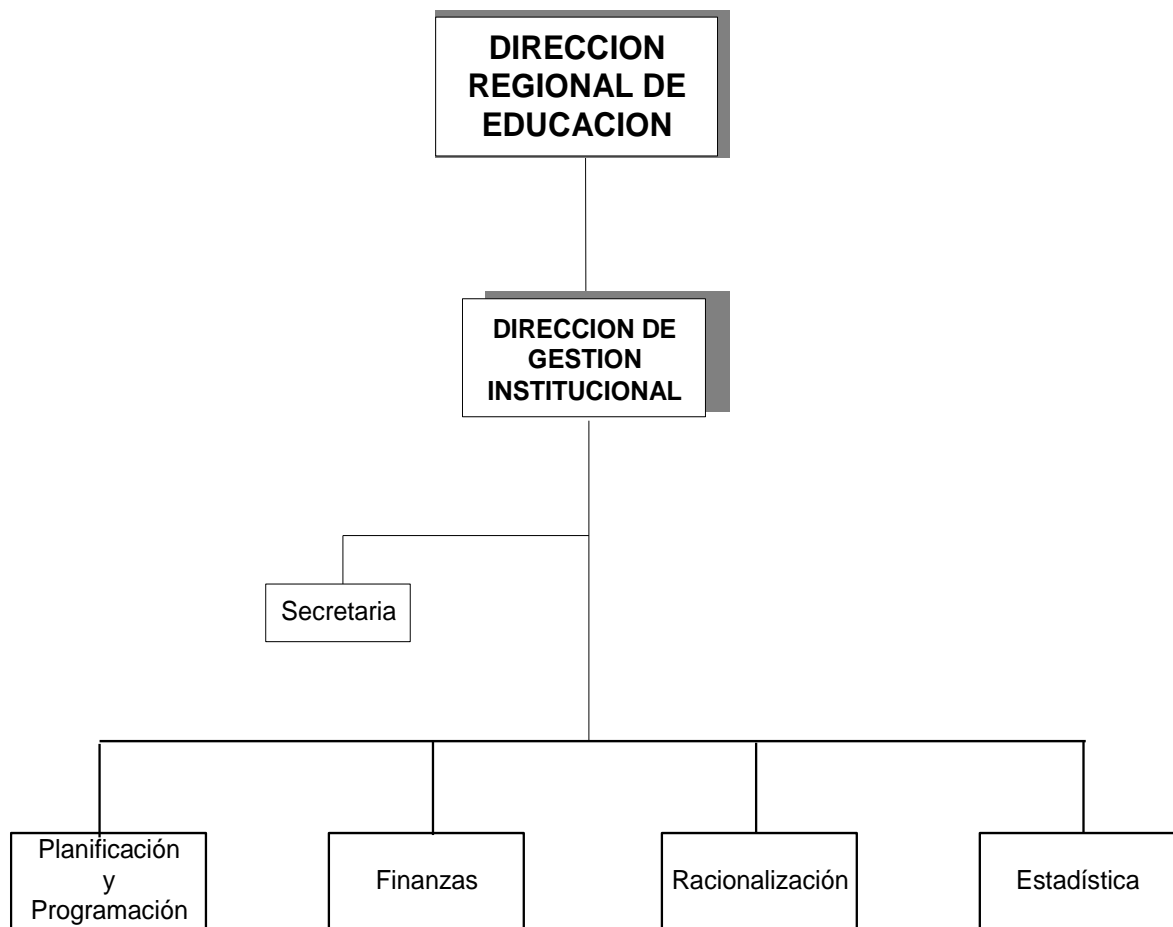 DIRECCION
REGIONAL DE
EDUCACION
DIRECCION DE
GESTION
INSTITUCIONAL
Secretaria
Planificación
y
Programación
Finanzas
Racionalización
Estadística